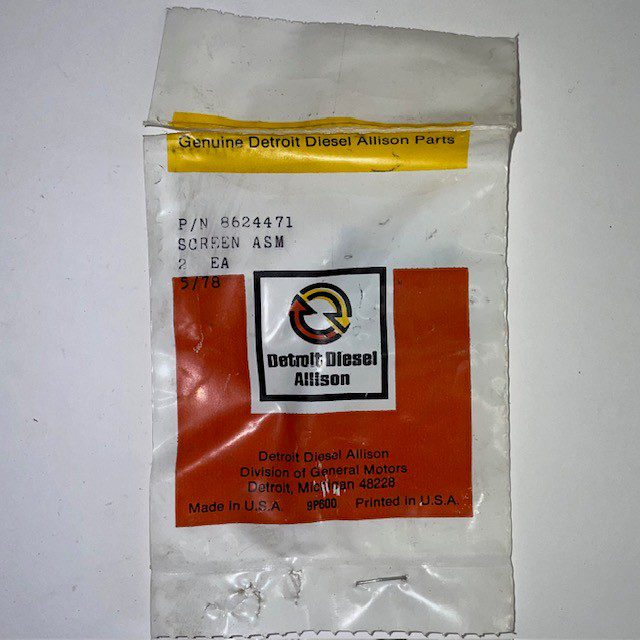 Genuine Detroit Diesel Allison Parts
P/N 8624471
SCREEN ASM
2 EA
5/78
Detroit Diesel
Allison
Detroit Diesel Allison
Division of General Motors
Detroit, Michigan 48228
Made in U.S.A. 9P600 Printed in U.S.A.